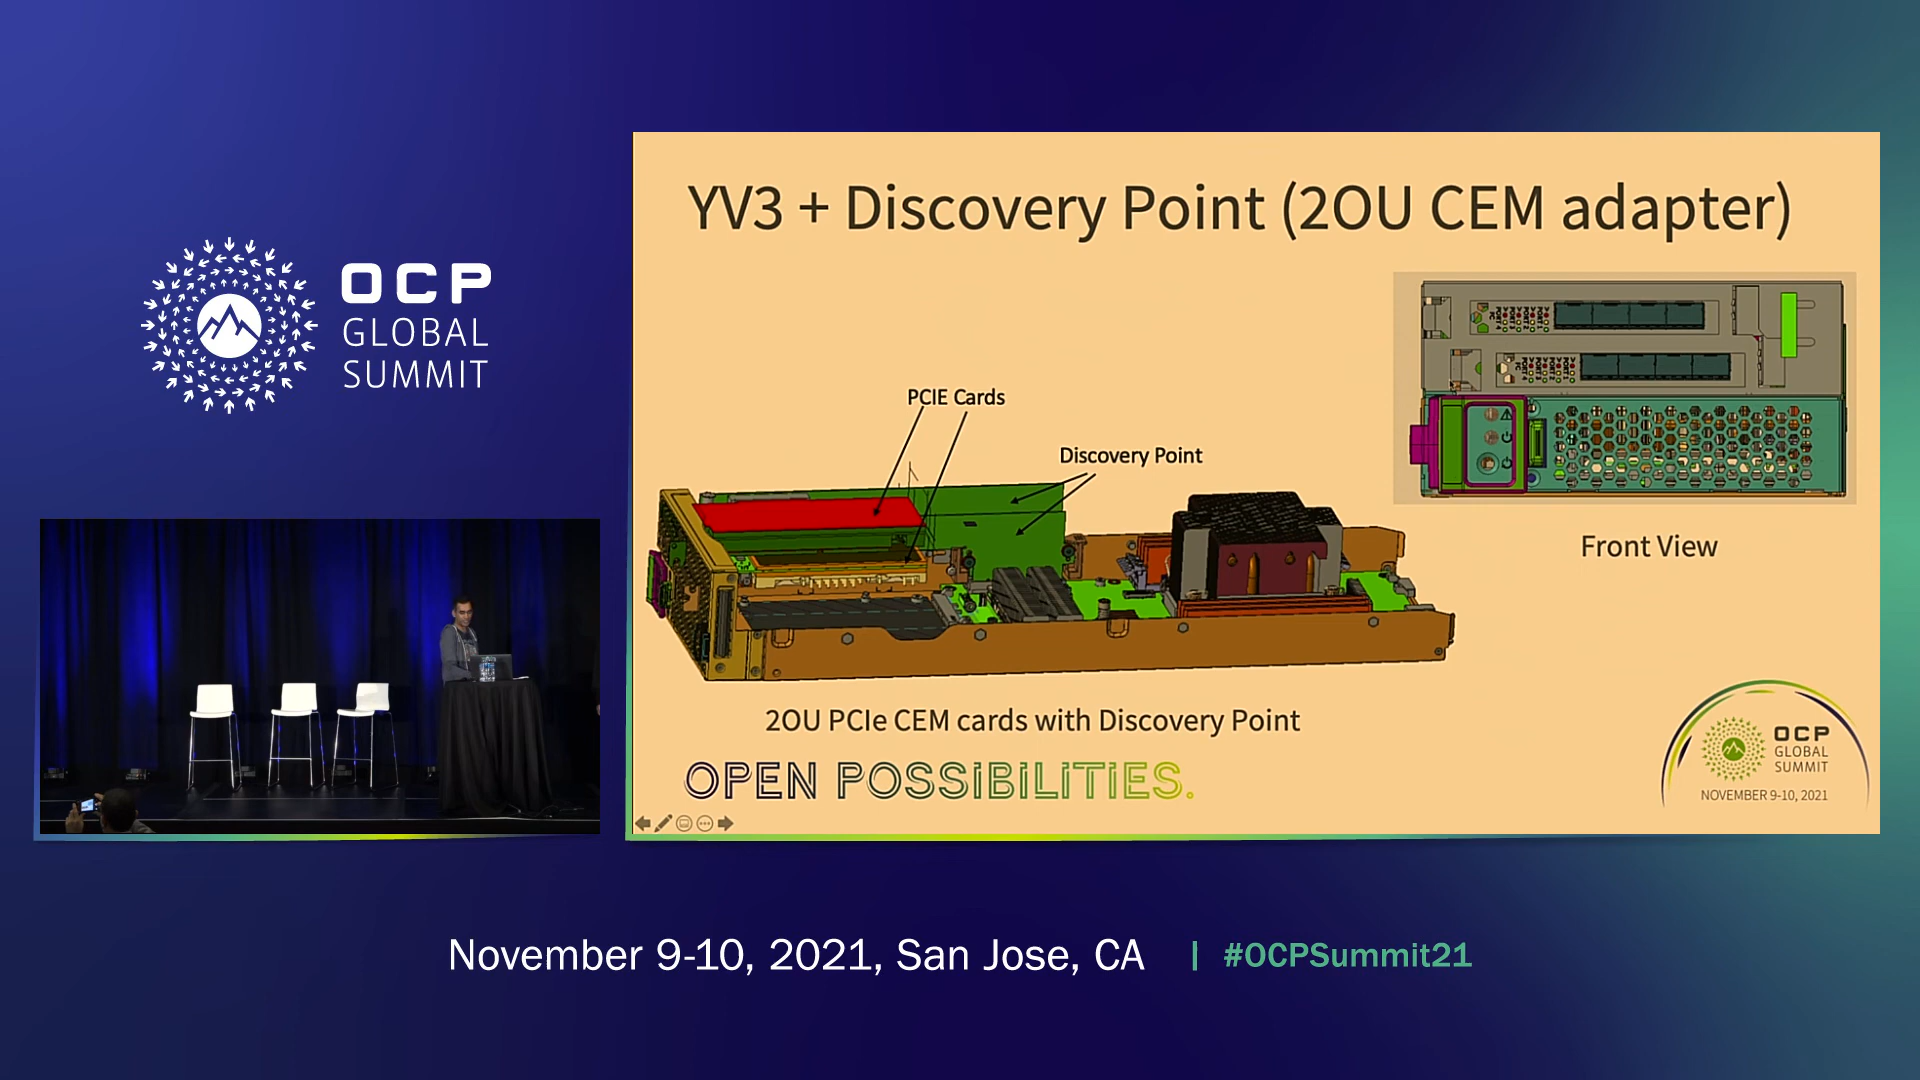 OCP
GLOBAL
SUMMIT
YV3 + Discovery Point (2OU CEM adapter)
PCIE Cards
Discovery Point
Front View
2OU PCIe CEM cards with Discovery Point
OPEN POSSIBILITIES.
OCP
GLOBAL
SUMMIT
NOVEMBER 9-10, 2021
November 9-10, 2021, San Jose, CA | #OCPSummit21